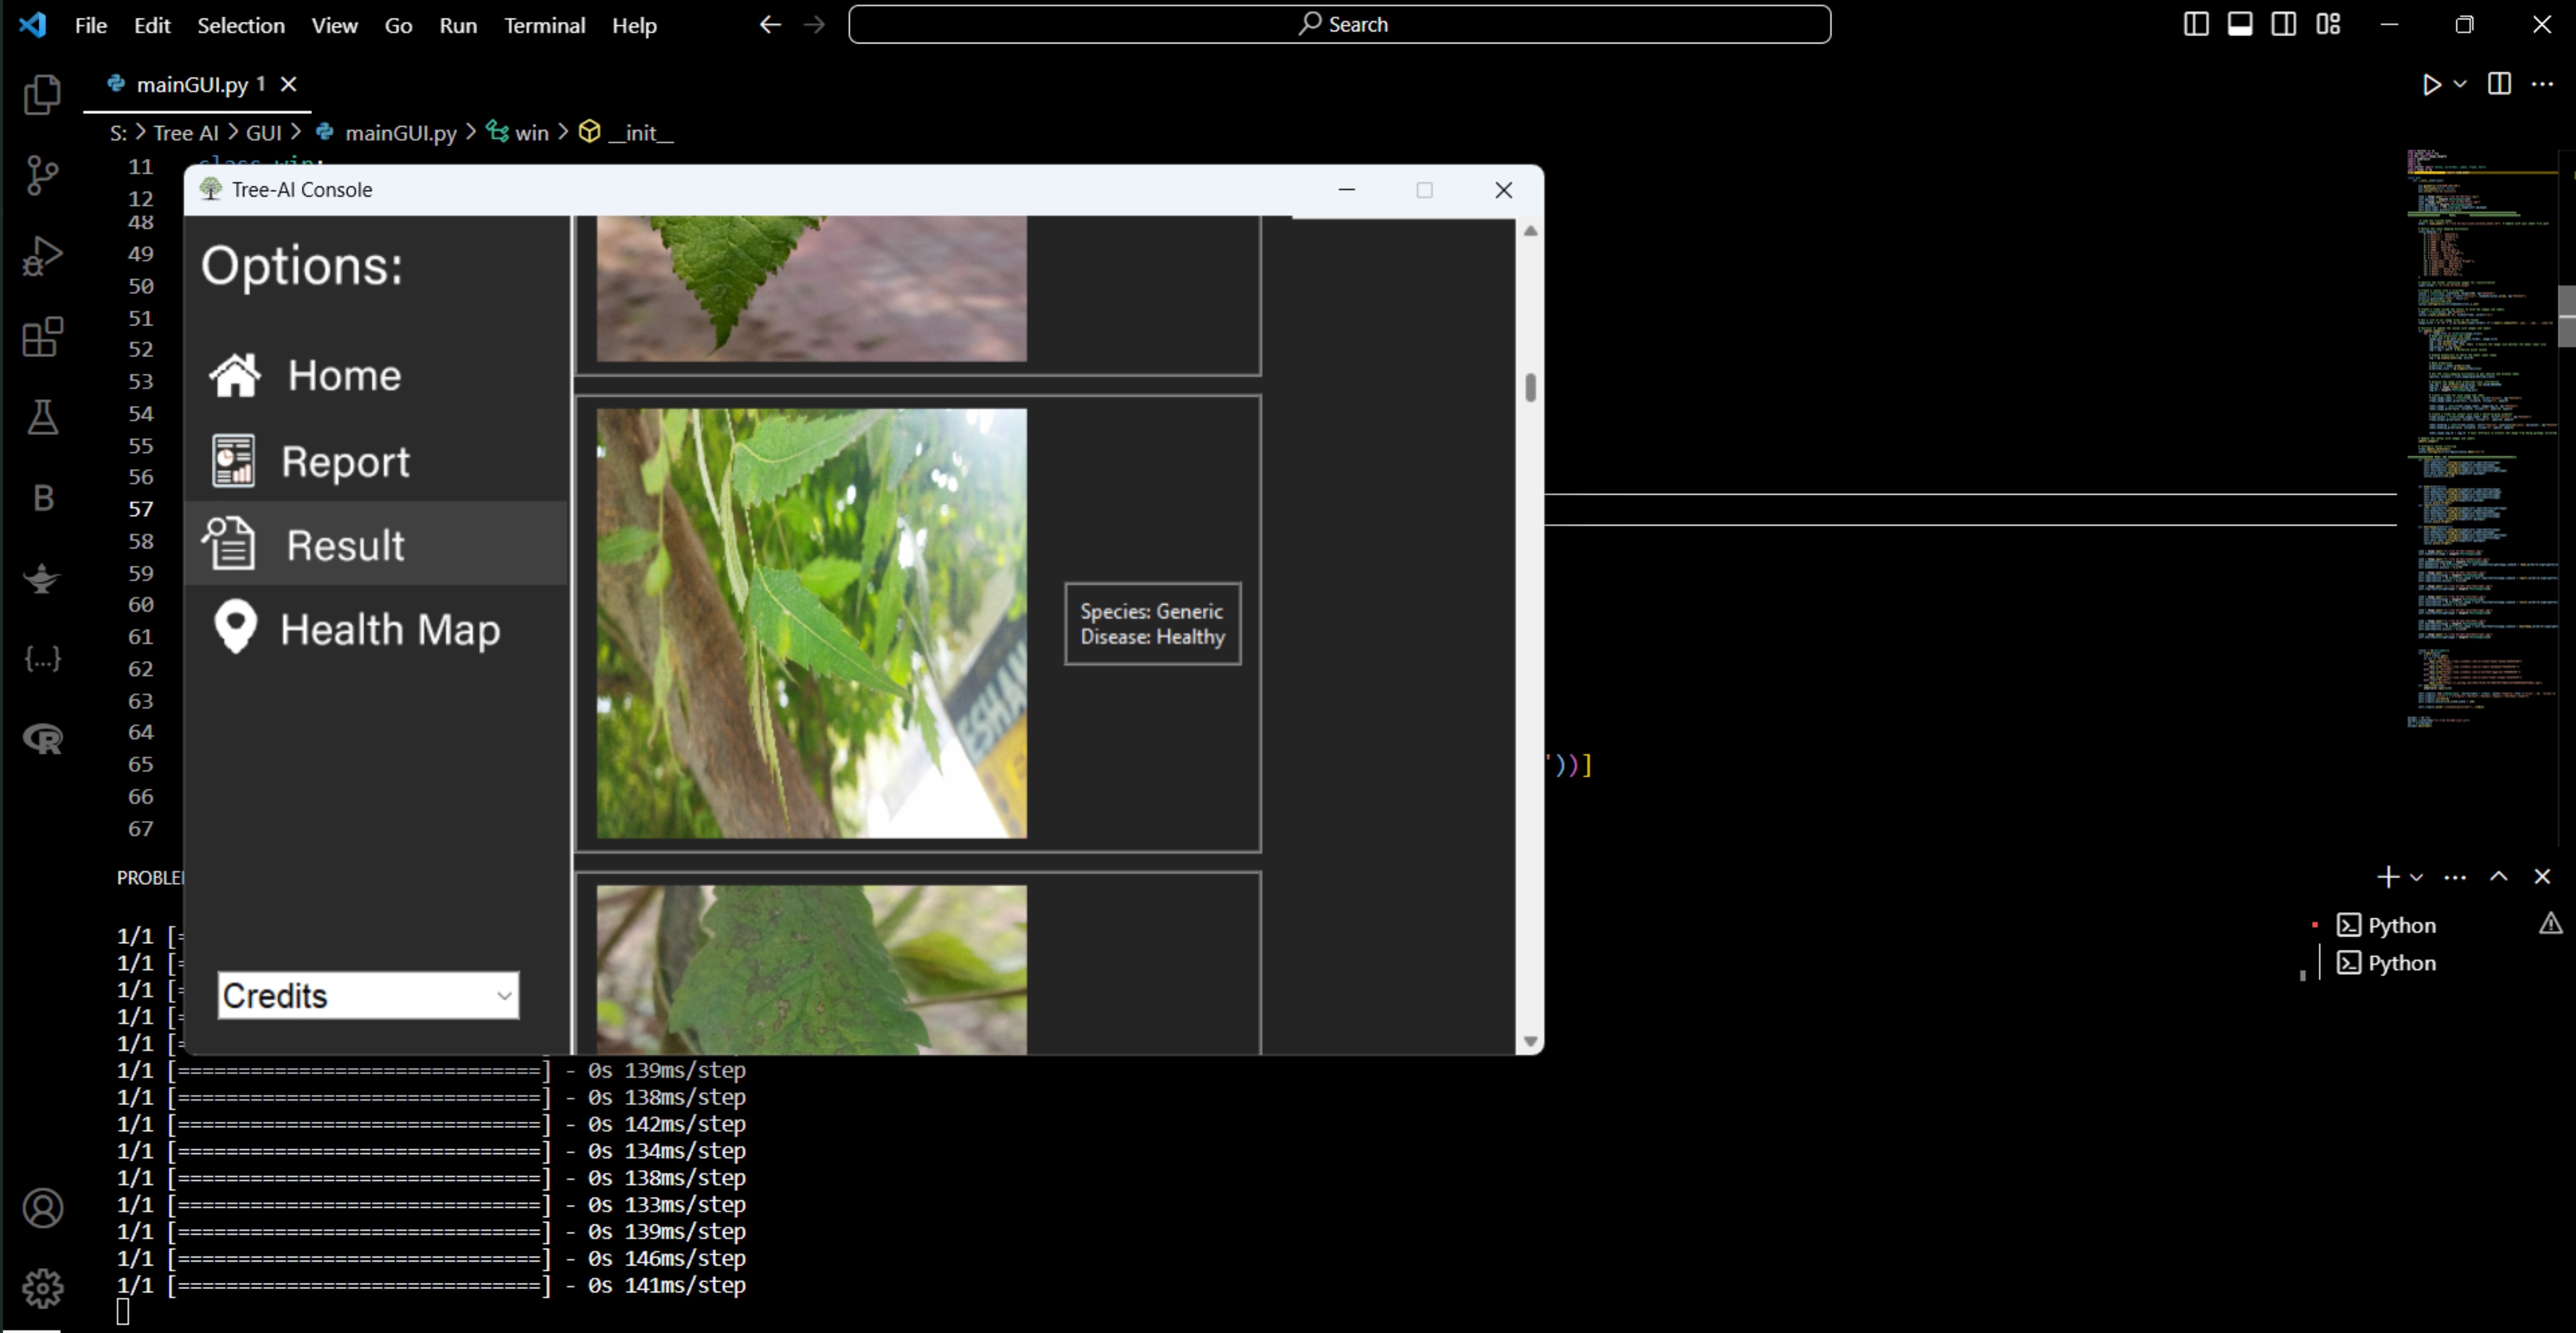 File Edit Selection View Go Run Terminal Help
Search
mainGUI.py 1
S: > Tree AI > GUI > mainGUI.py > win > __init__
11
12
48
49
50
51
52
53
54
55
56
57
58
59
60
61
62
63
64
65
66
67
'))]
Tree-AI Console
Options:
Home
Report
Result
Health Map
Credits
Species: Generic
Disease: Healthy
ESHA
B
{...}
R
PROBLE
Python
Python
1/1 [=
1/1 [=
1/1 [=
1/1 [=
1/1 [=
1/1 [==============================] - 0s 139ms/step
1/1 [==============================] - 0s 138ms/step
1/1 [==============================] - 0s 142ms/step
1/1 [==============================] - 0s 134ms/step
1/1 [==============================] - 0s 138ms/step
1/1 [==============================] - 0s 133ms/step
1/1 [==============================] - 0s 139ms/step
1/1 [==============================] - 0s 146ms/step
1/1 [==============================] - 0s 141ms/step